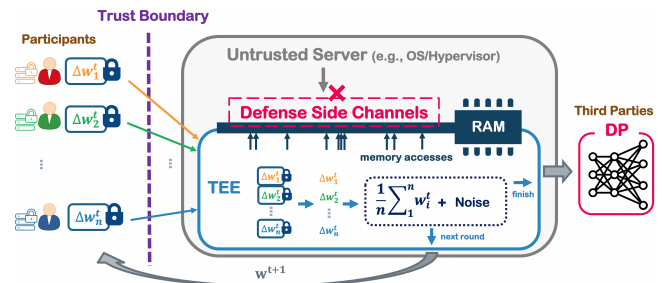 Trust Boundary
Participants
Untrusted Server (e.g., OS/Hypervisor)
Δw₁ᵗ
Δw₂ᵗ
⋮
Δwₙᵗ
Defense Side Channels
RAM
memory accesses
TEE
Δw₁ᵗ
Δw₂ᵗ
⋮
Δwₙᵗ
Δw₁ᵗ
Δw₂ᵗ
⋮
Δwₙᵗ
1/n ∑₁ⁿ wᵢᵗ + Noise
finish
next round
wᵗ⁺¹
Third Parties
DP